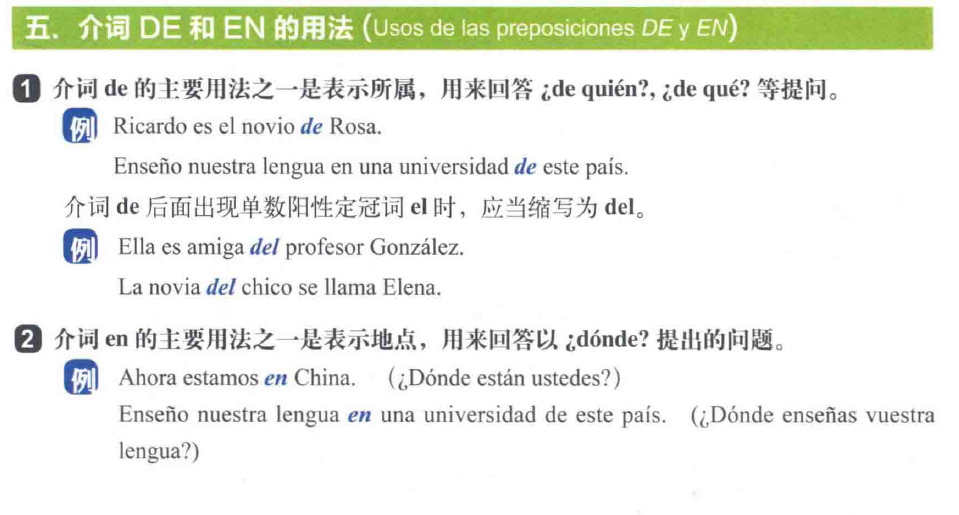 五. 介词 DE 和 EN 的用法 (Usos de las preposiciones DE y EN)
1 介词 de 的主要用法之一是表示所属，用来回答 ¿de quién?, ¿de qué? 等提问。
例 Ricardo es el novio de Rosa.
Enseño nuestra lengua en una universidad de este país.
介词 de 后面出现单数阳性定冠词 el 时，应当缩写为 del。
例 Ella es amiga del profesor González.
La novia del chico se llama Elena.
2 介词 en 的主要用法之一是表示地点，用来回答以 ¿dónde? 提出的问题。
例 Ahora estamos en China. （¿Dónde están ustedes?）
Enseño nuestra lengua en una universidad de este país. (¿Dónde enseñas vuestra
lengua?)